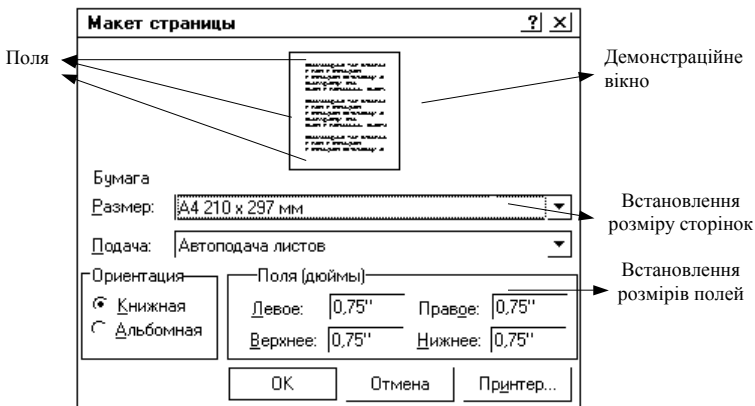 Макет страницы
Поля
Демонстраційне
вікно
Бумага
Размер: A4 210 x 297 мм
Встановлення
розміру сторінок
Подача: Автоподача листов
Встановлення
розмірів полей
Ориентация
Книжная
Альбомная
Поля (дюймы)
Левое: 0,75'' Правое: 0,75''
Верхнее: 0,75'' Нижнее: 0,75''
OK Отмена Принтер...